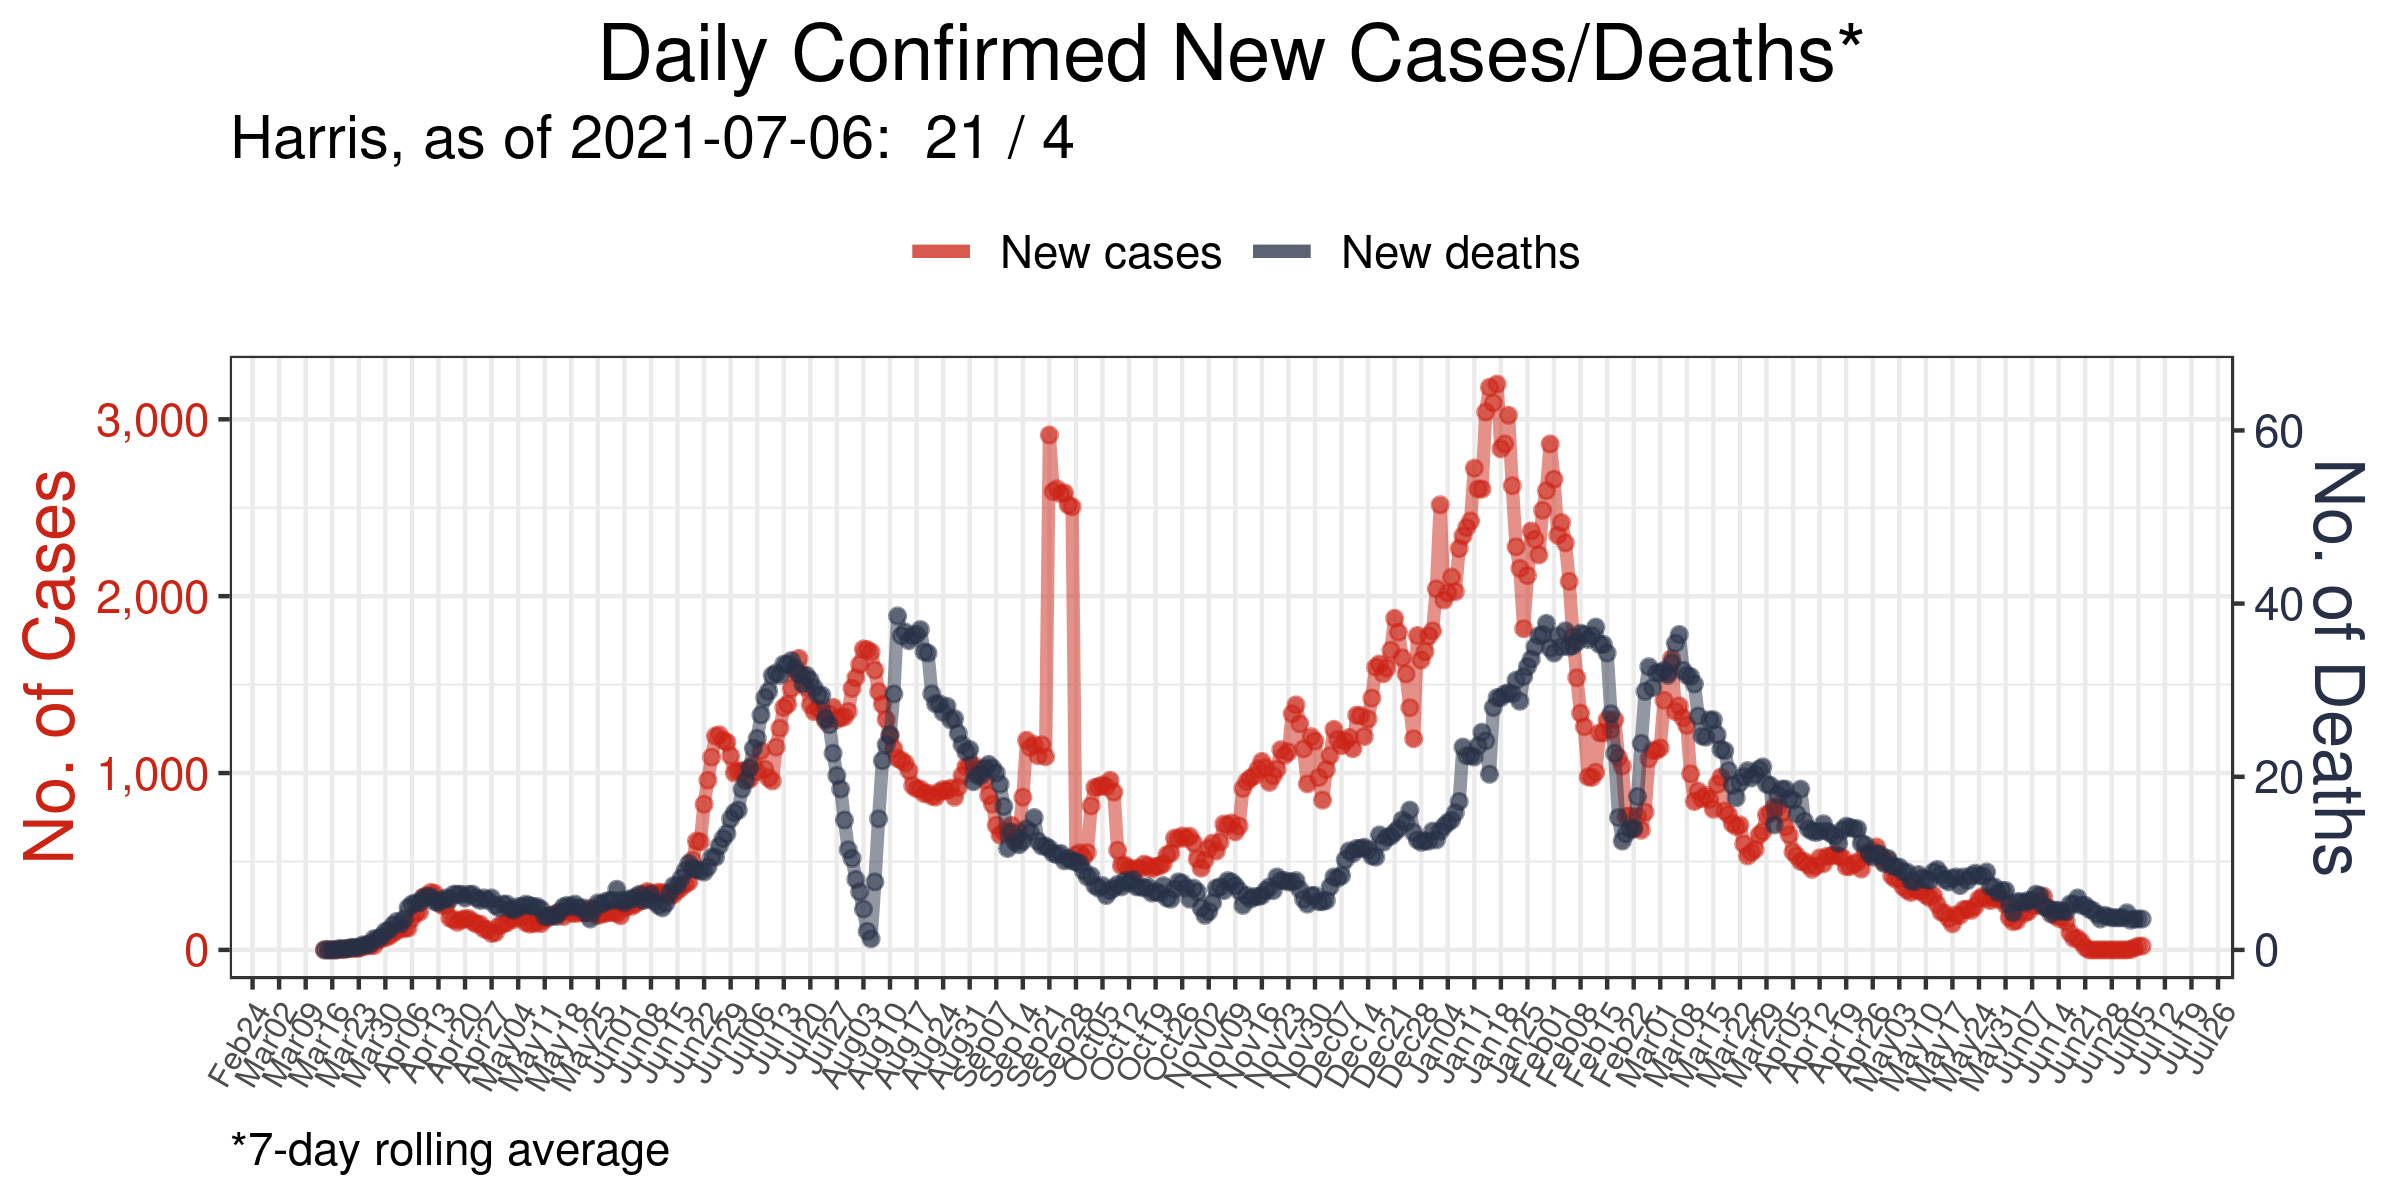 Daily Confirmed New Cases/Deaths*
Harris, as of 2021-07-06:  21 / 4
New cases
New deaths
No. of Cases
3,000
2,000
1,000
0
60
40
20
0
No. of Deaths
Feb24
Mar02
Mar09
Mar16
Mar23
Mar30
Apr06
Apr13
Apr20
Apr27
May04
May11
May18
May25
Jun01
Jun08
Jun15
Jun22
Jun29
Jul06
Jul13
Jul20
Jul27
Aug03
Aug10
Aug17
Aug24
Aug31
Sep07
Sep14
Sep21
Sep28
Oct05
Oct12
Oct19
Oct26
Nov02
Nov09
Nov16
Nov23
Nov30
Dec07
Dec14
Dec21
Dec28
Jan04
Jan11
Jan18
Jan25
Feb01
Feb08
Feb15
Feb22
Mar01
Mar08
Mar15
Mar22
Mar29
Apr05
Apr12
Apr19
Apr26
May03
May10
May17
May24
May31
Jun07
Jun14
Jun21
Jun28
Jul05
Jul12
Jul19
Jul26
*7-day rolling average